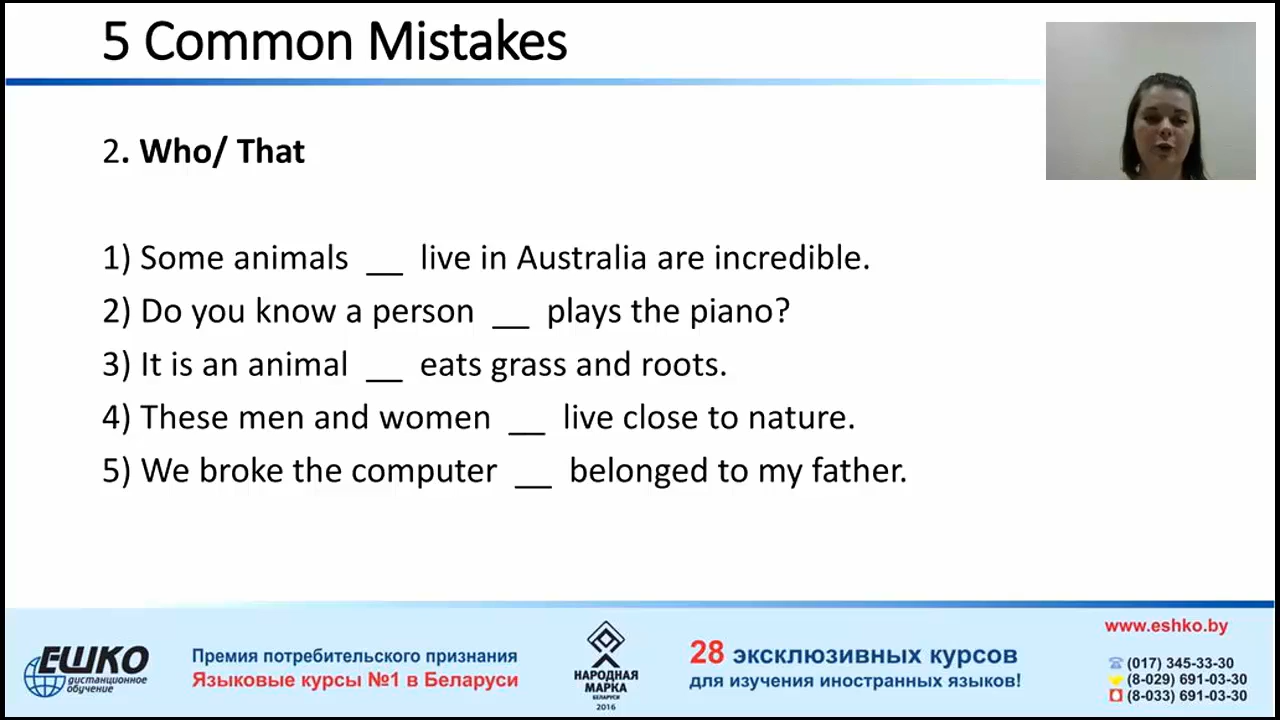 5 Common Mistakes
2. Who/ That
1) Some animals __ live in Australia are incredible.
2) Do you know a person __ plays the piano?
3) It is an animal __ eats grass and roots.
4) These men and women __ live close to nature.
5) We broke the computer __ belonged to my father.
ЕШКО
дистанционное
обучение
Премия потребительского признания
Языковые курсы №1 в Беларуси
НАРОДНАЯ
МАРКА
БЕЛАРУСИ
2016
28 эксклюзивных курсов
для изучения иностранных языков!
www.eshko.by
(017) 345-33-30
(8-029) 691-03-30
(8-033) 691-03-30